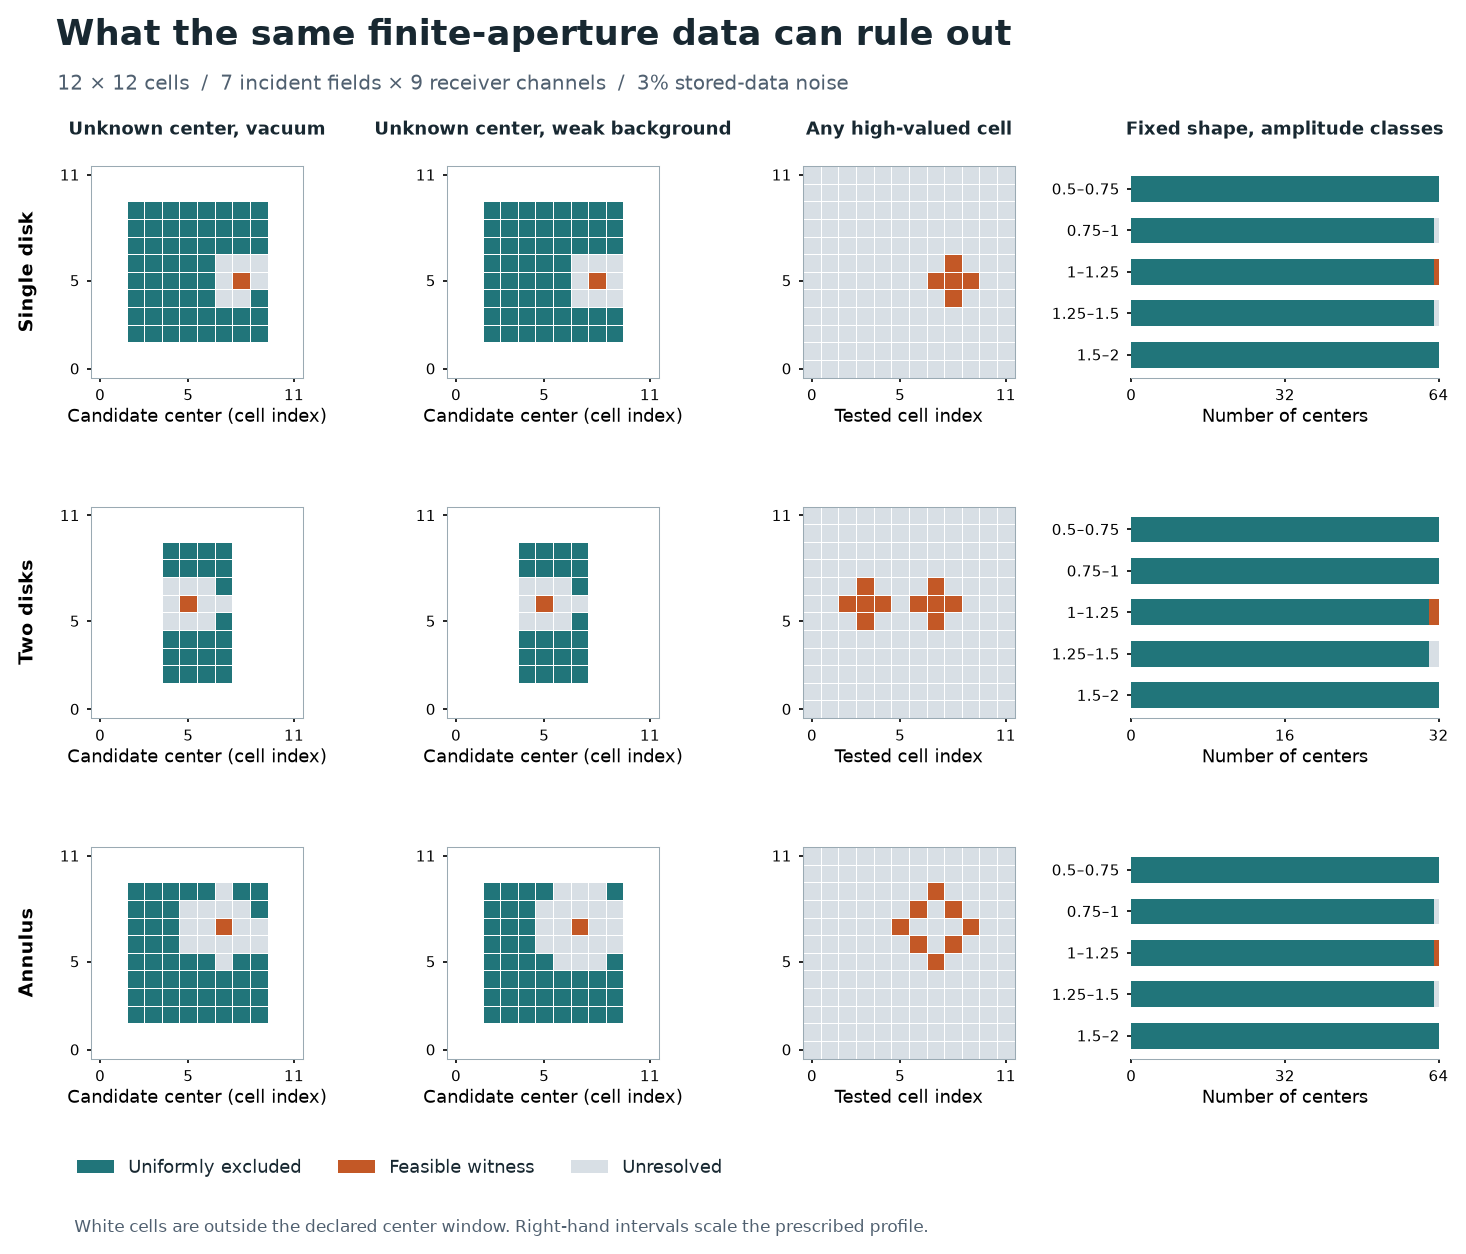 What the same finite-aperture data can rule out
12 × 12 cells / 7 incident fields × 9 receiver channels / 3% stored-data noise
Unknown center, vacuum
Unknown center, weak background
Any high-valued cell
Fixed shape, amplitude classes
Single disk
11
5
0
0 5 11
Candidate center (cell index)
11
5
0
0 5 11
Candidate center (cell index)
11
5
0
0 5 11
Tested cell index
0.5–0.75
0.75–1
1–1.25
1.25–1.5
1.5–2
0 32 64
Number of centers
Two disks
11
5
0
0 5 11
Candidate center (cell index)
11
5
0
0 5 11
Candidate center (cell index)
11
5
0
0 5 11
Tested cell index
0.5–0.75
0.75–1
1–1.25
1.25–1.5
1.5–2
0 16 32
Number of centers
Annulus
11
5
0
0 5 11
Candidate center (cell index)
11
5
0
0 5 11
Candidate center (cell index)
11
5
0
0 5 11
Tested cell index
0.5–0.75
0.75–1
1–1.25
1.25–1.5
1.5–2
0 32 64
Number of centers
Uniformly excluded
Feasible witness
Unresolved
White cells are outside the declared center window. Right-hand intervals scale the prescribed profile.